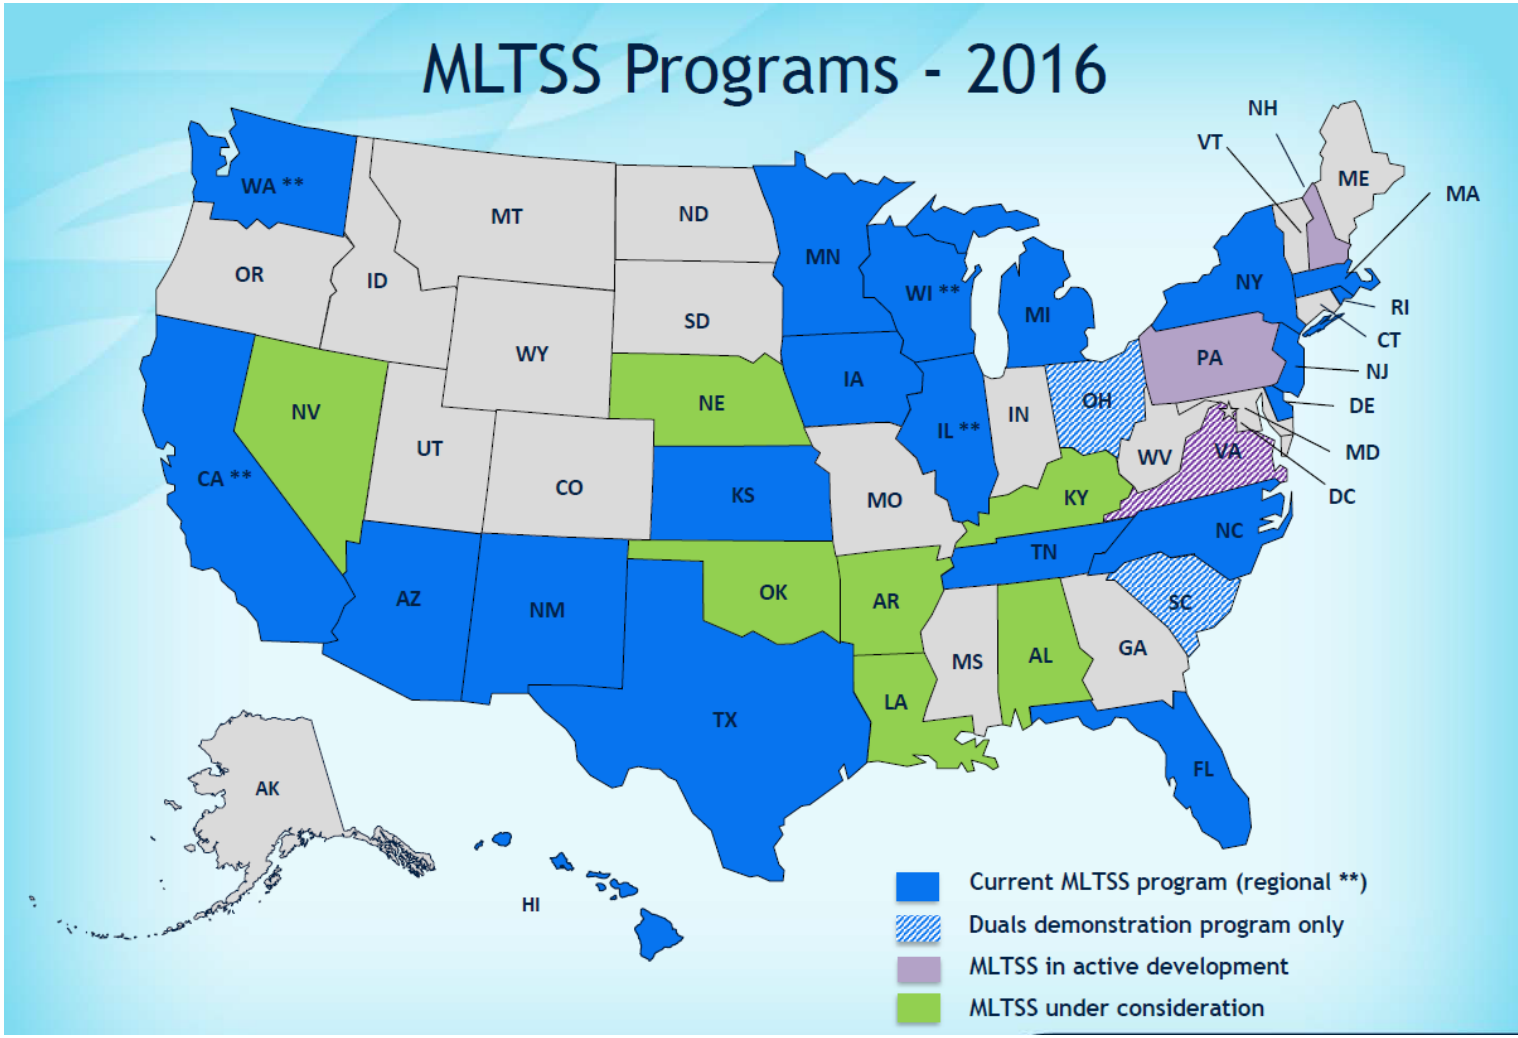 MLTSS Programs - 2016
NH
VT
WA **
ME
MA
MT
ND
MN
OR
ID
WI **
NY
MI
RI
SD
CT
WY
PA
NJ
IA
NV
NE
OH
IN
DE
IL **
UT
WV
VA
MD
CA **
CO
KS
MO
KY
DC
NC
TN
AZ
NM
OK
AR
SC
MS
AL
GA
LA
TX
FL
AK
HI
Current MLTSS program (regional **)
Duals demonstration program only
MLTSS in active development
MLTSS under consideration